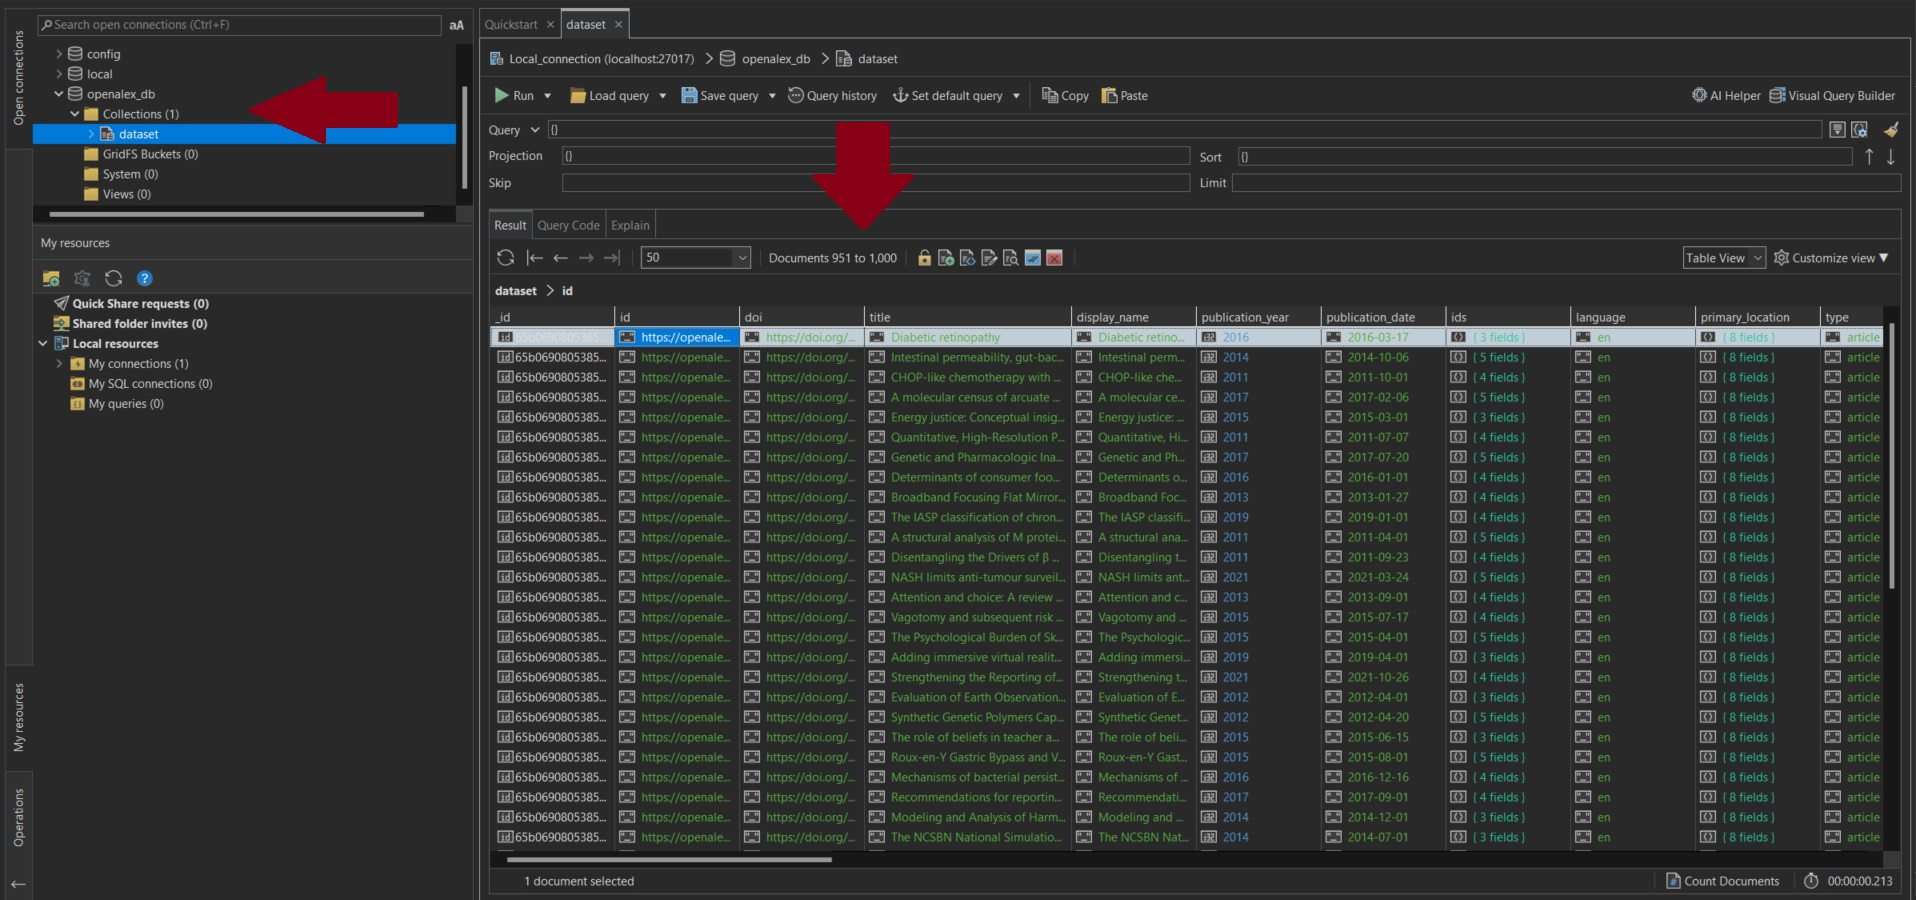 Open connections
Search open connections (Ctrl+F) aA
config
local
openalex_db
Collections (1)
dataset
GridFS Buckets (0)
System (0)
Views (0)
My resources
Quick Share requests (0)
Shared folder invites (0)
Local resources
My connections (1)
My SQL connections (0)
My queries (0)
My resources
Operations
Quickstart × dataset ×
Local_connection (localhost:27017) > openalex_db > dataset
Run Load query Save query Query history Set default query Copy Paste AI Helper Visual Query Builder
Query {}
Projection {} Sort {}
Skip Limit
Result Query Code Explain
50 Documents 951 to 1,000 Table View Customize view
dataset > id
_id id doi title display_name publication_year publication_date ids language primary_location type
https://openale... https://doi.org/... Diabetic retinopathy Diabetic retino... 2016 2016-03-17 { 3 fields } en { 8 fields } article
65b0690805385... https://openale... https://doi.org/... Intestinal permeability, gut-bac... Intestinal perm... 2014 2014-10-06 { 5 fields } en { 8 fields } article
65b0690805385... https://openale... https://doi.org/... CHOP-like chemotherapy with ... CHOP-like che... 2011 2011-10-01 { 4 fields } en { 8 fields } article
65b0690805385... https://openale... https://doi.org/... A molecular census of arcuate ... A molecular ce... 2017 2017-02-06 { 5 fields } en { 8 fields } article
65b0690805385... https://openale... https://doi.org/... Energy justice: Conceptual insig... Energy justice: ... 2015 2015-03-01 { 3 fields } en { 8 fields } article
65b0690805385... https://openale... https://doi.org/... Quantitative, High-Resolution P... Quantitative, Hi... 2011 2011-07-07 { 4 fields } en { 8 fields } article
65b0690805385... https://openale... https://doi.org/... Genetic and Pharmacologic Ina... Genetic and Ph... 2017 2017-07-20 { 5 fields } en { 8 fields } article
65b0690805385... https://openale... https://doi.org/... Determinants of consumer foo... Determinants o... 2016 2016-01-01 { 4 fields } en { 8 fields } article
65b0690805385... https://openale... https://doi.org/... Broadband Focusing Flat Mirror... Broadband Foc... 2013 2013-01-27 { 4 fields } en { 8 fields } article
65b0690805385... https://openale... https://doi.org/... The IASP classification of chron... The IASP classifi... 2019 2019-01-01 { 4 fields } en { 8 fields } article
65b0690805385... https://openale... https://doi.org/... A structural analysis of M protei... A structural ana... 2011 2011-04-01 { 5 fields } en { 8 fields } article
65b0690805385... https://openale... https://doi.org/... Disentangling the Drivers of β ... Disentangling t... 2011 2011-09-23 { 4 fields } en { 8 fields } article
65b0690805385... https://openale... https://doi.org/... NASH limits anti-tumour surveil... NASH limits ant... 2021 2021-03-24 { 5 fields } en { 8 fields } article
65b0690805385... https://openale... https://doi.org/... Attention and choice: A review ... Attention and c... 2013 2013-09-01 { 4 fields } en { 8 fields } article
65b0690805385... https://openale... https://doi.org/... Vagotomy and subsequent risk ... Vagotomy and ... 2015 2015-07-17 { 4 fields } en { 8 fields } article
65b0690805385... https://openale... https://doi.org/... The Psychological Burden of Sk... The Psychologic... 2015 2015-04-01 { 5 fields } en { 8 fields } article
65b0690805385... https://openale... https://doi.org/... Adding immersive virtual realit... Adding immersi... 2019 2019-04-01 { 3 fields } en { 8 fields } article
65b0690805385... https://openale... https://doi.org/... Strengthening the Reporting of... Strengthening t... 2021 2021-10-26 { 4 fields } en { 8 fields } article
65b0690805385... https://openale... https://doi.org/... Evaluation of Earth Observation... Evaluation of E... 2012 2012-04-01 { 3 fields } en { 8 fields } article
65b0690805385... https://openale... https://doi.org/... Synthetic Genetic Polymers Cap... Synthetic Genet... 2012 2012-04-20 { 5 fields } en { 8 fields } article
65b0690805385... https://openale... https://doi.org/... The role of beliefs in teacher a... The role of beli... 2015 2015-06-15 { 3 fields } en { 8 fields } article
65b0690805385... https://openale... https://doi.org/... Roux-en-Y Gastric Bypass and V... Roux-en-Y Gast... 2015 2015-08-01 { 5 fields } en { 8 fields } article
65b0690805385... https://openale... https://doi.org/... Mechanisms of bacterial persist... Mechanisms of ... 2016 2016-12-16 { 4 fields } en { 8 fields } article
65b0690805385... https://openale... https://doi.org/... Recommendations for reportin... Recommendati... 2017 2017-09-01 { 4 fields } en { 8 fields } article
65b0690805385... https://openale... https://doi.org/... Modeling and Analysis of Harm... Modeling and ... 2014 2014-12-01 { 3 fields } en { 8 fields } article
65b0690805385... https://openale... https://doi.org/... The NCSBN National Simulatio... The NCSBN Nat... 2014 2014-07-01 { 3 fields } en { 8 fields } article
1 document selected Count Documents 00:00:00.213